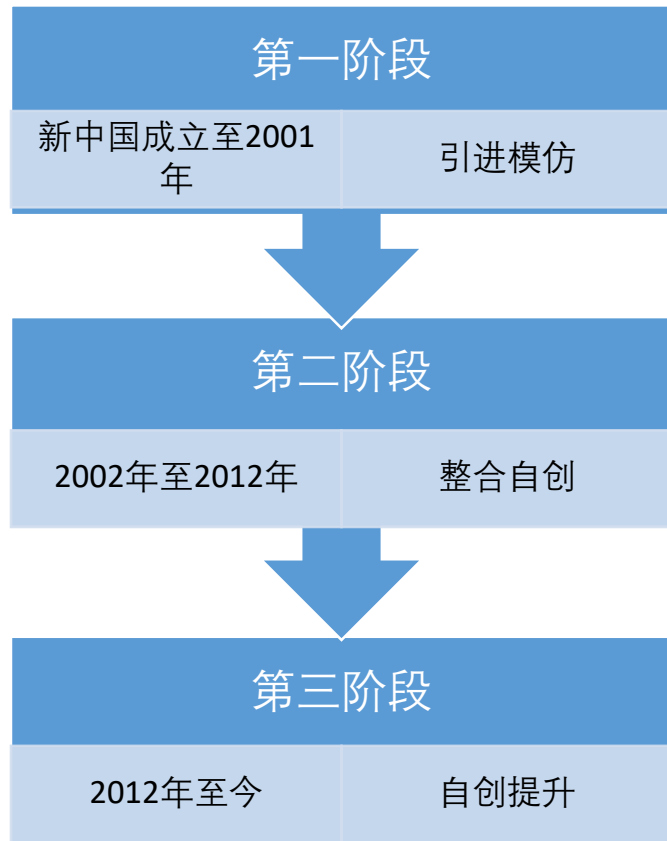 第一阶段
新中国成立至2001
年
引进模仿
第二阶段
2002年至2012年
整合自创
第三阶段
2012年至今
自创提升